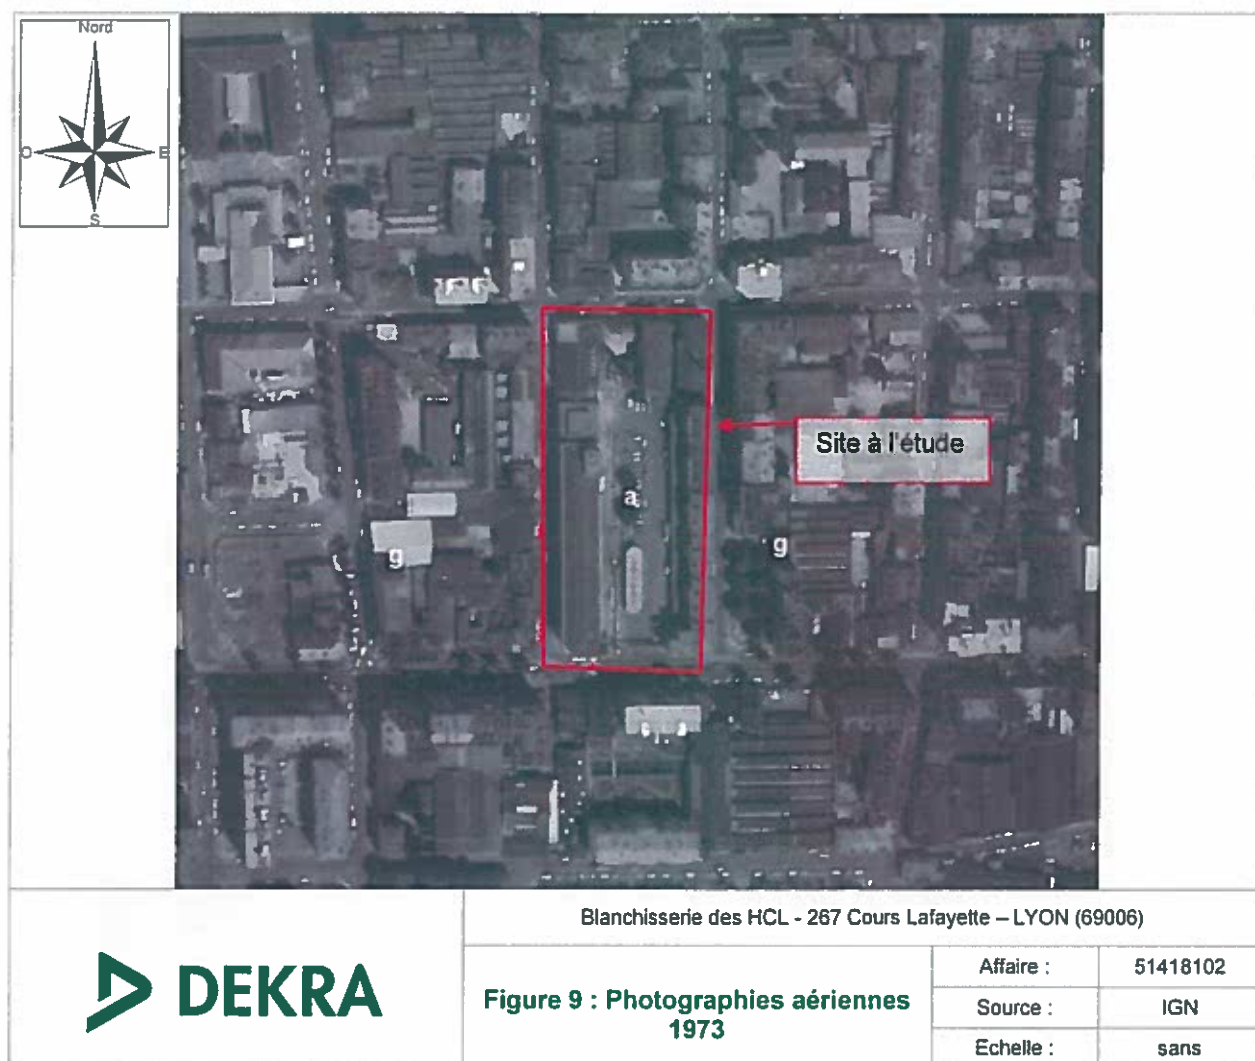 Nord
O
E
S
Site à l'étude
a
g
g
Blanchisserie des HCL - 267 Cours Lafayette – LYON (69006)
DEKRA
Figure 9 : Photographies aériennes
1973
Affaire :
51418102
Source :
IGN
Echelle :
sans